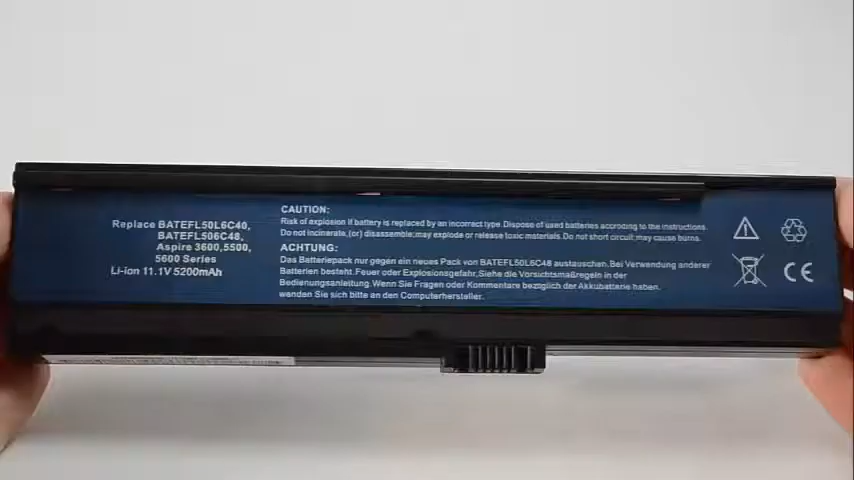 Replace BATEFL50L6C40,
BATEFL506C48,
Aspire 3600,5500,
5600 Series
Li-ion 11.1V 5200mAh
CAUTION:
Risk of explosion if battery is replaced by an incorrect type. Dispose of used batteries accroding to the instructions.
Do not incinerate, (or) disassemble;may explode or release toxic materials. Do not short circuit; may cause burns.
ACHTUNG:
Das Batteriepack nur gegen ein neues Pack von BATEFL50L6C48 austauschen. Bei Verwendung anderer
Batterien besteht. Feuer oder Explosionsgefahr, Siehe die Vorsichtsmaßregeln in der
Bedienungsanleitung. Wenn Sie Fragen oder Kommentare bezüglich der Akkubatterie haben,
wenden Sie sich bitte an den Computerhersteller.
CE